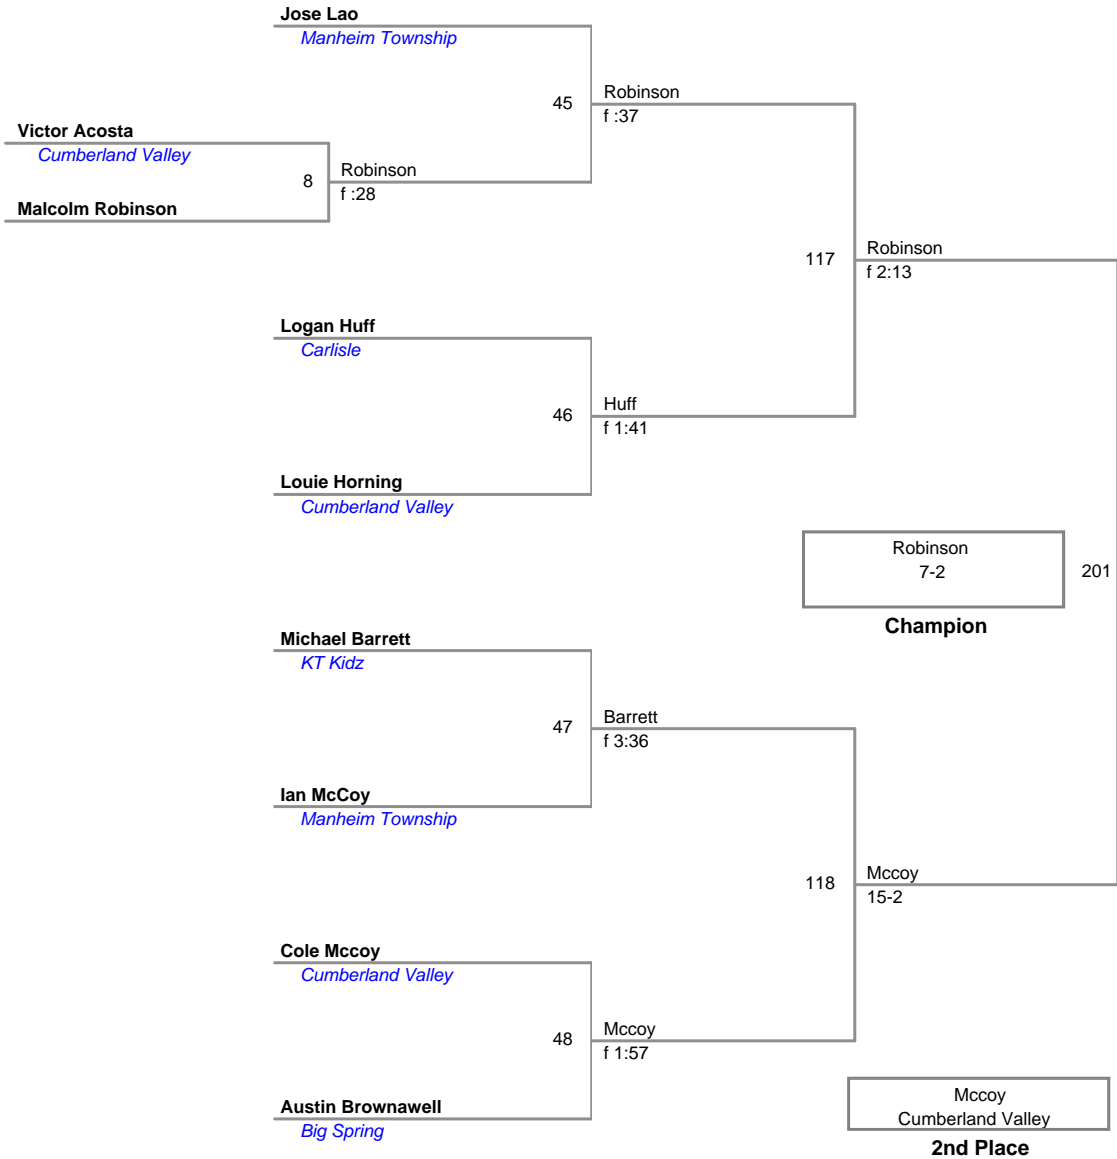 Jose Lao
Manheim Township
45
Robinson
f :37
Victor Acosta
Cumberland Valley
8
Robinson
f :28
Malcolm Robinson
117
Robinson
f 2:13
Logan Huff
Carlisle
46
Huff
f 1:41
Louie Horning
Cumberland Valley
Robinson
7-2
201
Champion
Michael Barrett
KT Kidz
47
Barrett
f 3:36
Ian McCoy
Manheim Township
118
Mccoy
15-2
Cole Mccoy
Cumberland Valley
48
Mccoy
f 1:57
Austin Brownawell
Big Spring
Mccoy
Cumberland Valley
2nd Place